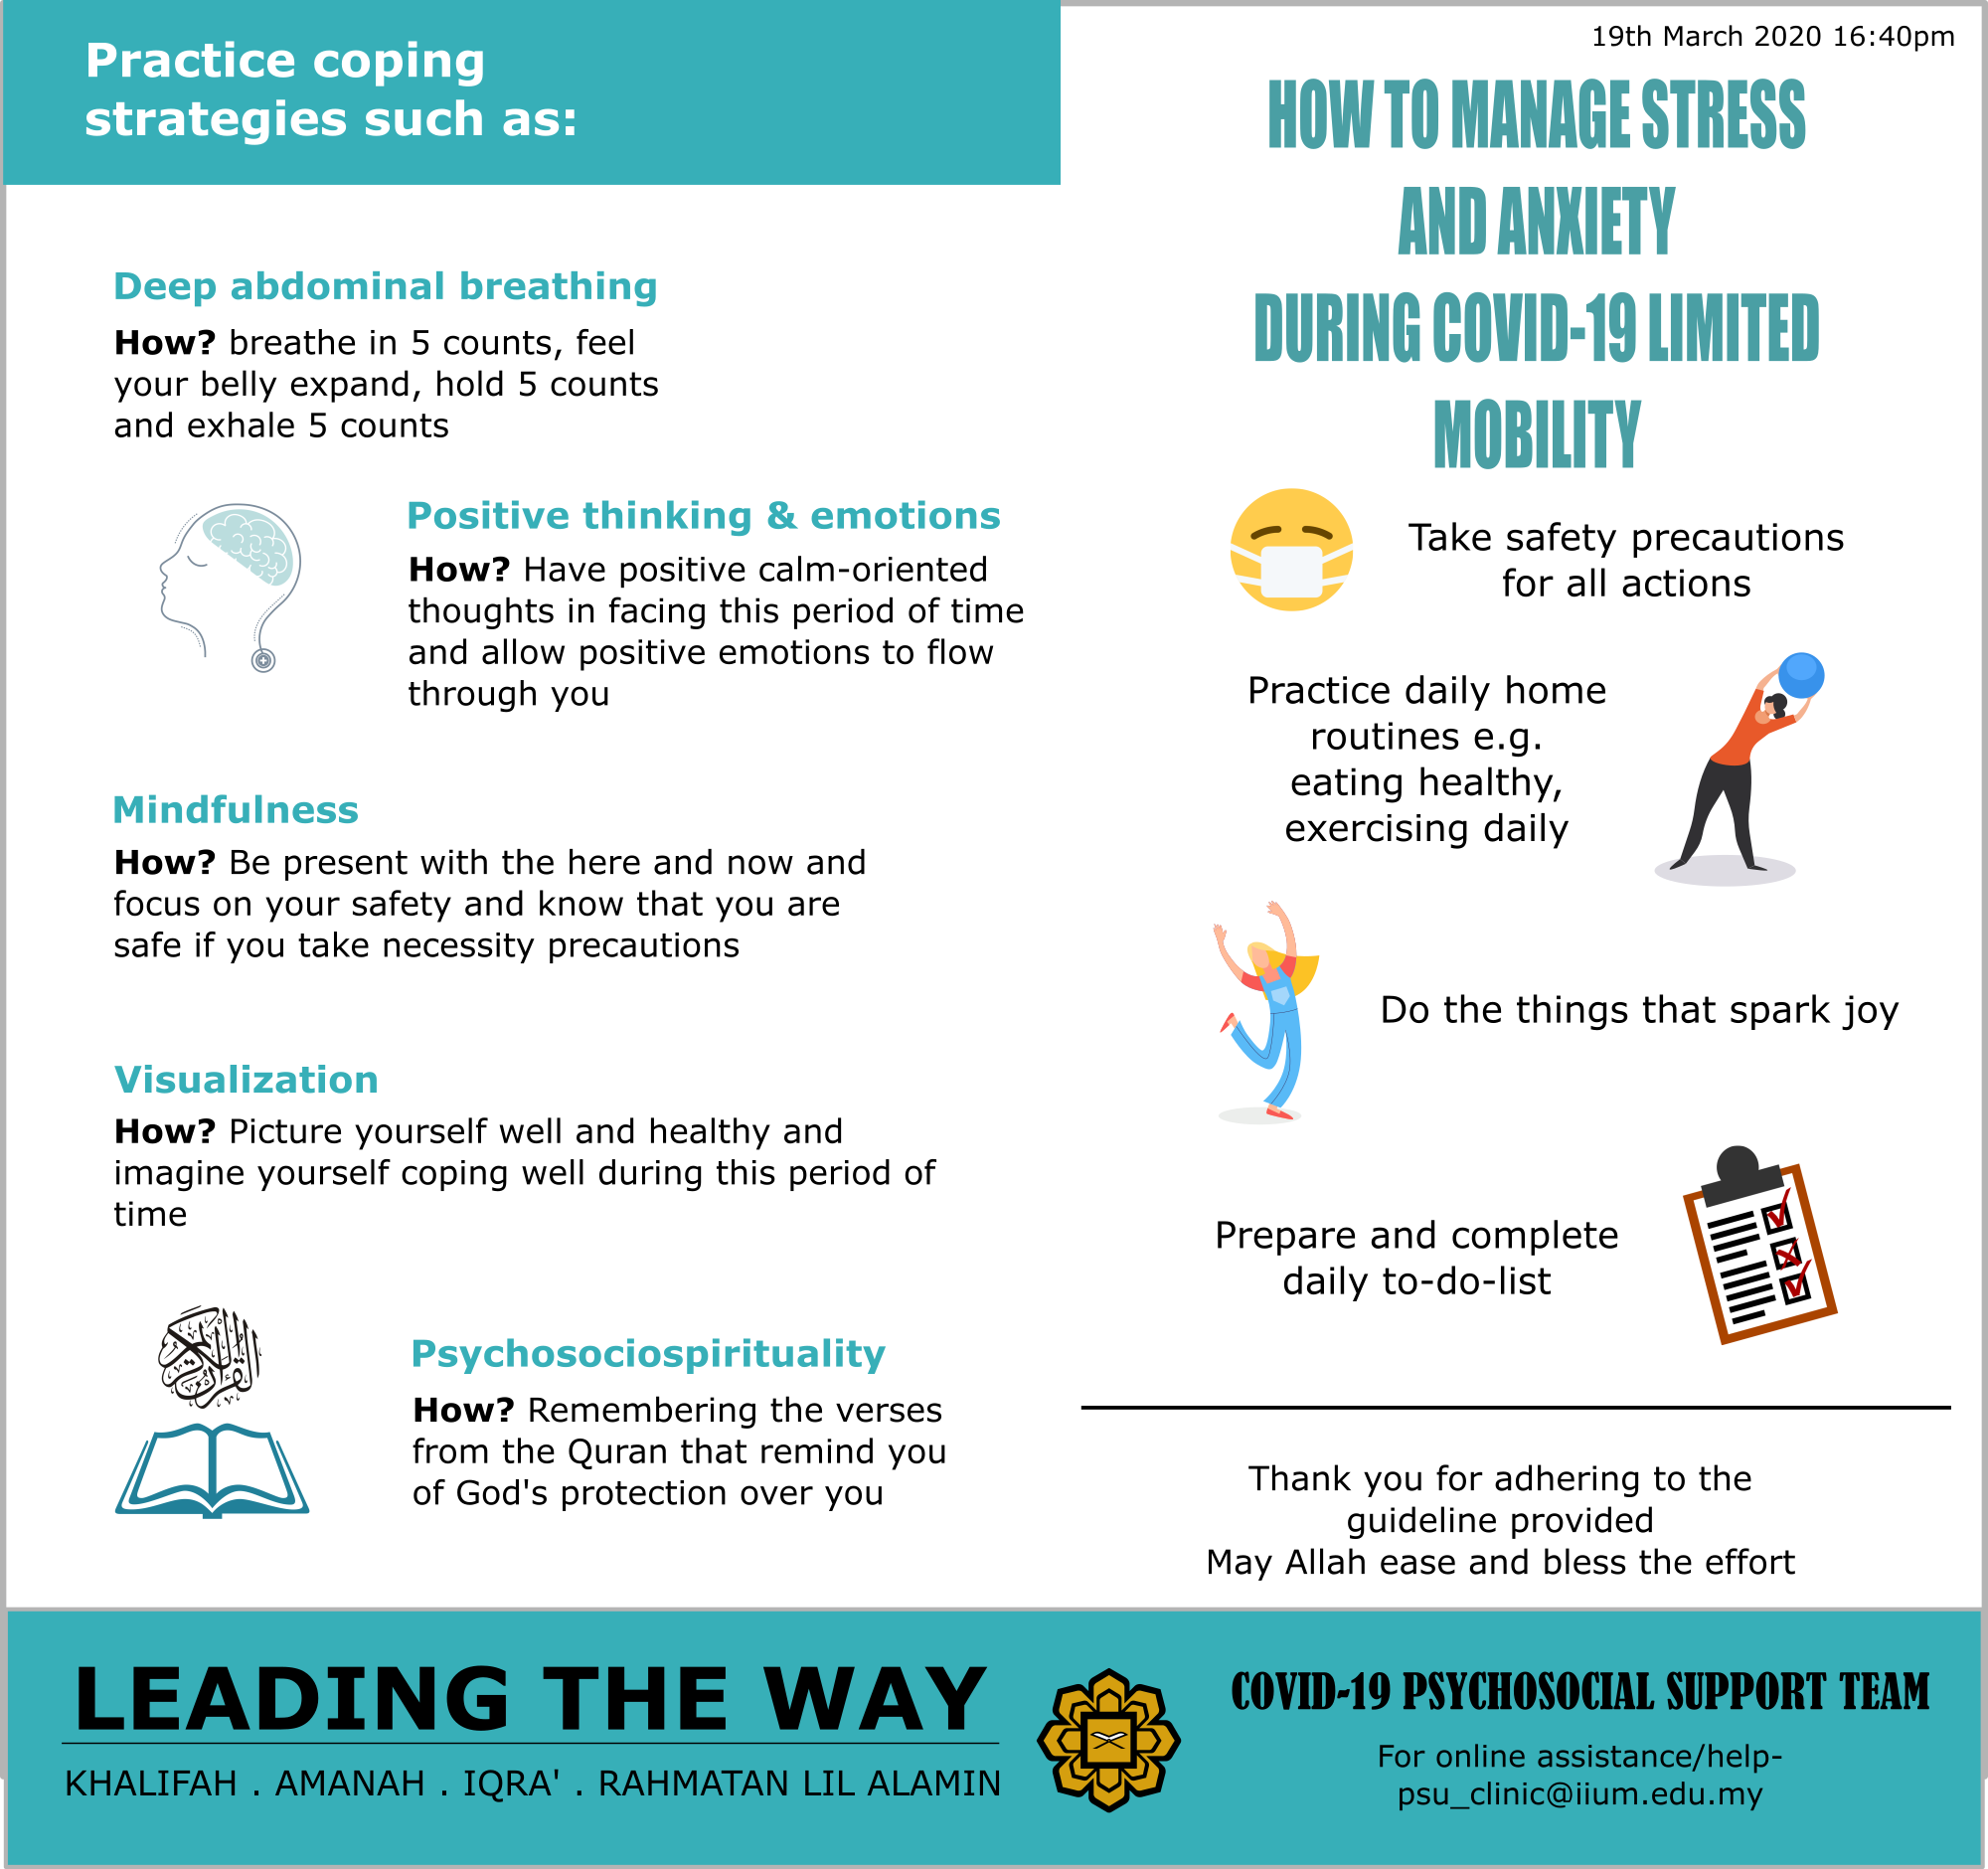 Practice coping
strategies such as:
Deep abdominal breathing
How? breathe in 5 counts, feel
your belly expand, hold 5 counts
and exhale 5 counts
Positive thinking & emotions
How? Have positive calm-oriented
thoughts in facing this period of time
and allow positive emotions to flow
through you
Mindfulness
How? Be present with the here and now and
focus on your safety and know that you are
safe if you take necessity precautions
Visualization
How? Picture yourself well and healthy and
imagine yourself coping well during this period of
time
القرآن الكريم
Psychosociospirituality
How? Remembering the verses
from the Quran that remind you
of God's protection over you
19th March 2020 16:40pm
HOW TO MANAGE STRESS
AND ANXIETY
DURING COVID-19 LIMITED
MOBILITY
Take safety precautions
for all actions
Practice daily home
routines e.g.
eating healthy,
exercising daily
Do the things that spark joy
Prepare and complete
daily to-do-list
Thank you for adhering to the
guideline provided
May Allah ease and bless the effort
LEADING THE WAY
KHALIFAH . AMANAH . IQRA' . RAHMATAN LIL ALAMIN
COVID-19 PSYCHOSOCIAL SUPPORT TEAM
For online assistance/help-
psu_clinic@iium.edu.my